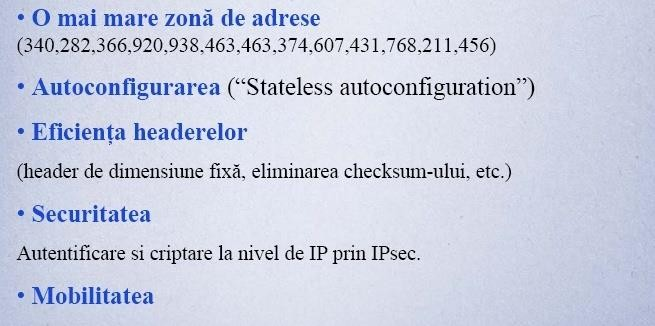 • O mai mare zonă de adrese
(340,282,366,920,938,463,463,374,607,431,768,211,456)
• Autoconfigurarea (“Stateless autoconfiguration”)
• Eficiența headerelor
(header de dimensiune fixă, eliminarea checksum-ului, etc.)
• Securitatea
Autentificare si criptare la nivel de IP prin IPsec.
• Mobilitatea